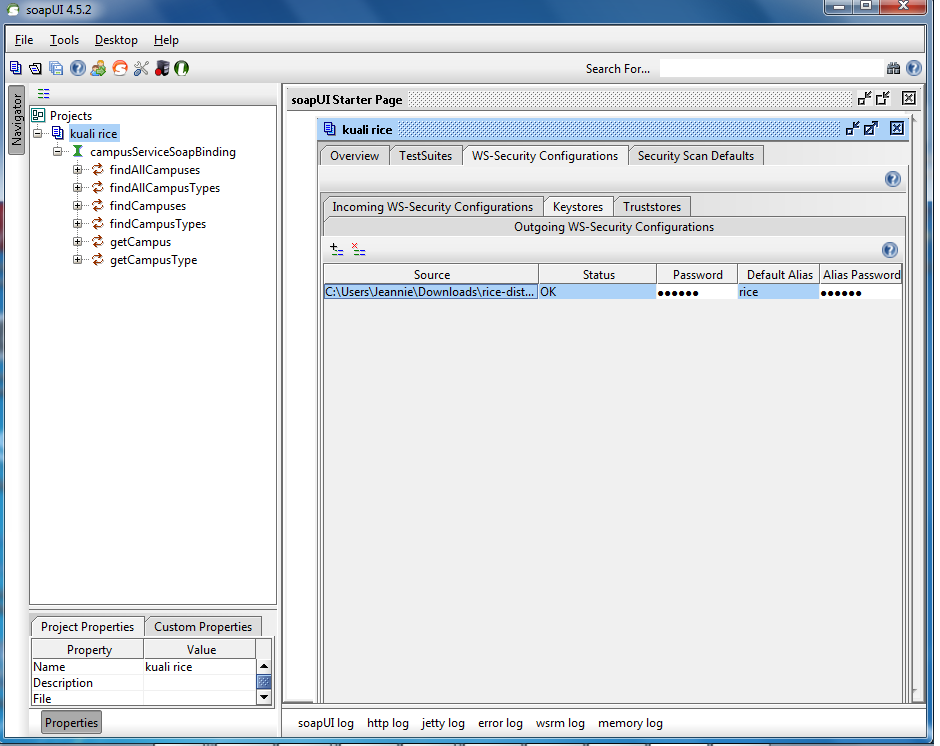 soapUI 4.5.2
File Tools Desktop Help
Search For...
Navigator
Projects
kuali rice
campusServiceSoapBinding
findAllCampuses
findAllCampusTypes
findCampuses
findCampusTypes
getCampus
getCampusType
soapUI Starter Page
kuali rice
Overview TestSuites WS-Security Configurations Security Scan Defaults
Incoming WS-Security Configurations Keystores Truststores
Outgoing WS-Security Configurations
Source Status Password Default Alias Alias Password
C:\Users\Jeannie\Downloads\rice-dist... OK ●●●●●● rice ●●●●●●
Project Properties Custom Properties
Property Value
Name kuali rice
Description
File
Properties
soapUI log http log jetty log error log wsrm log memory log